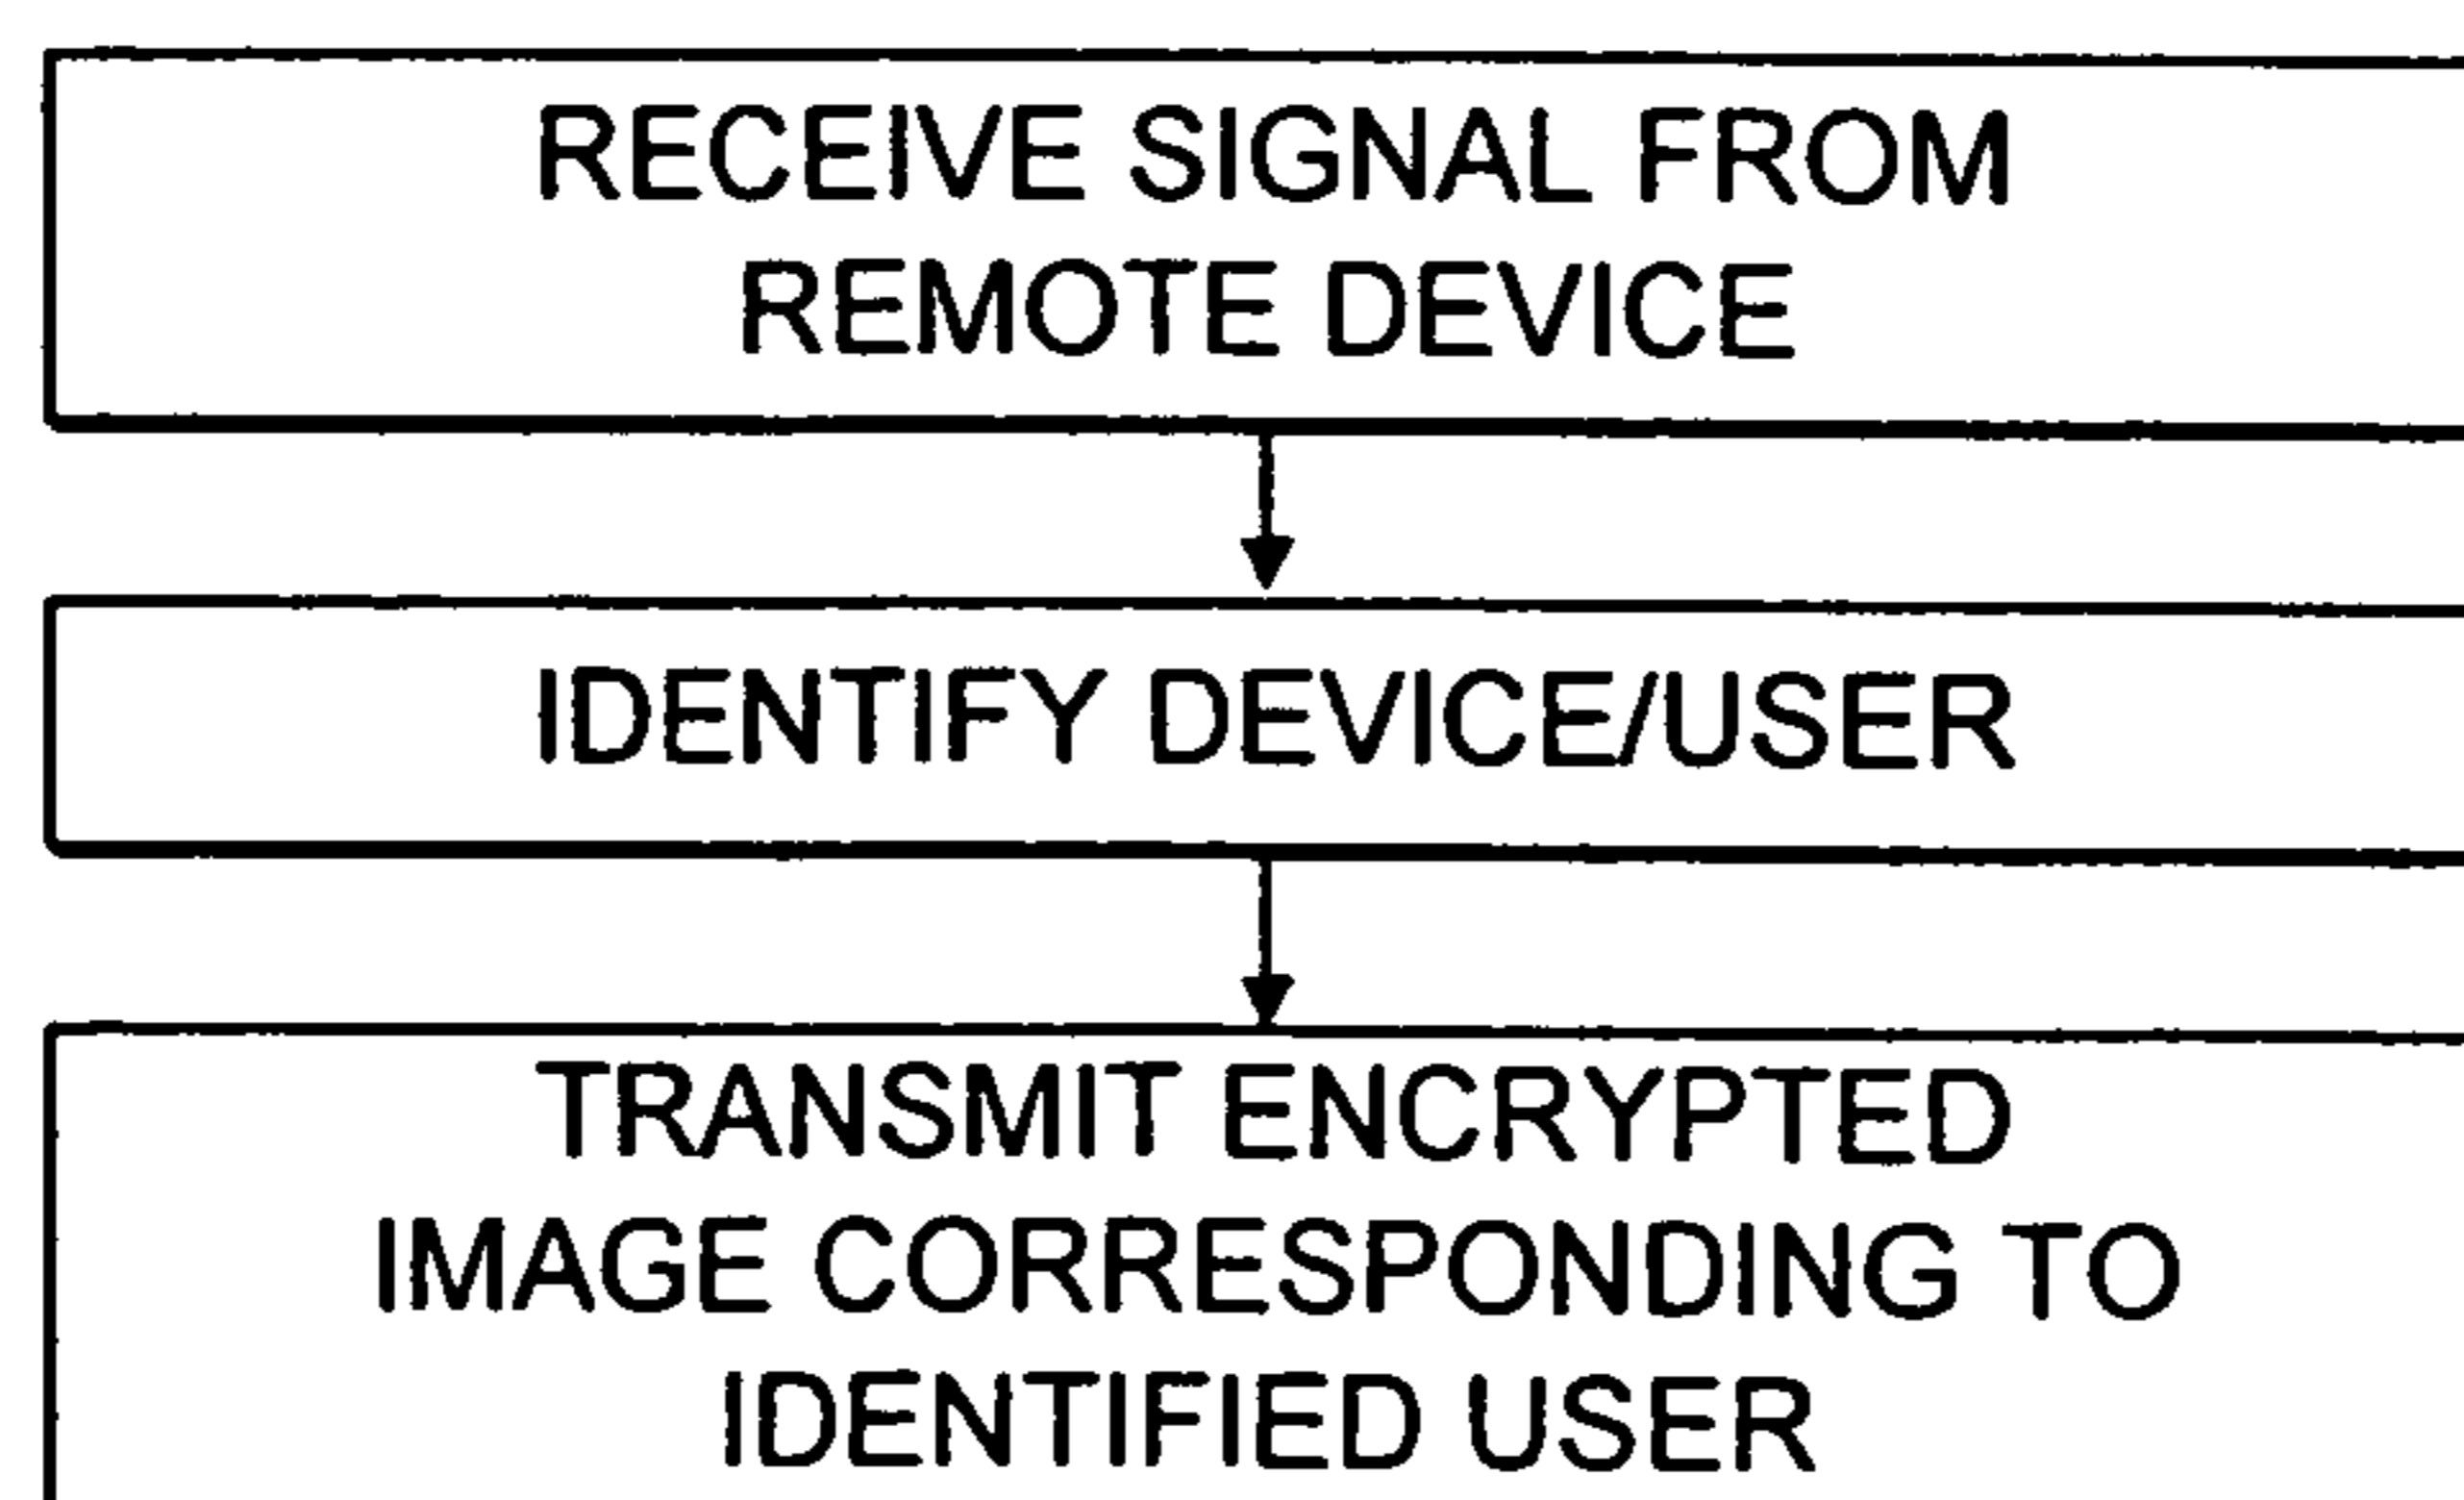 RECEIVE SIGNAL FROM
REMOTE DEVICE
IDENTIFY DEVICE/USER
TRANSMIT ENCRYPTED
IMAGE CORRESPONDING TO
IDENTIFIED USER